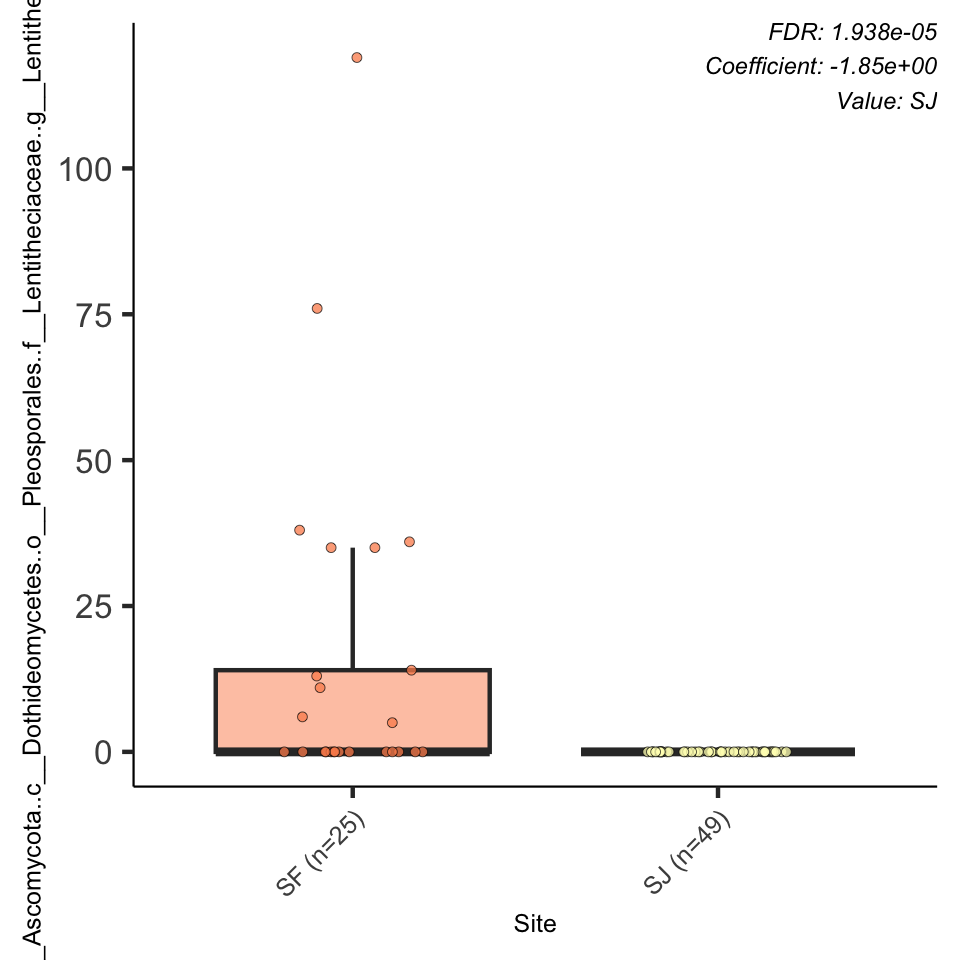 FDR: 1.938e-05
Coefficient: -1.85e+00
Value: SJ
_Ascomycota..c__Dothideomycetes..o__Pleosporales..f__Lentitheciaceae..g__Lentithe
100
75
50
25
0
SF (n=25)
SJ (n=49)
Site